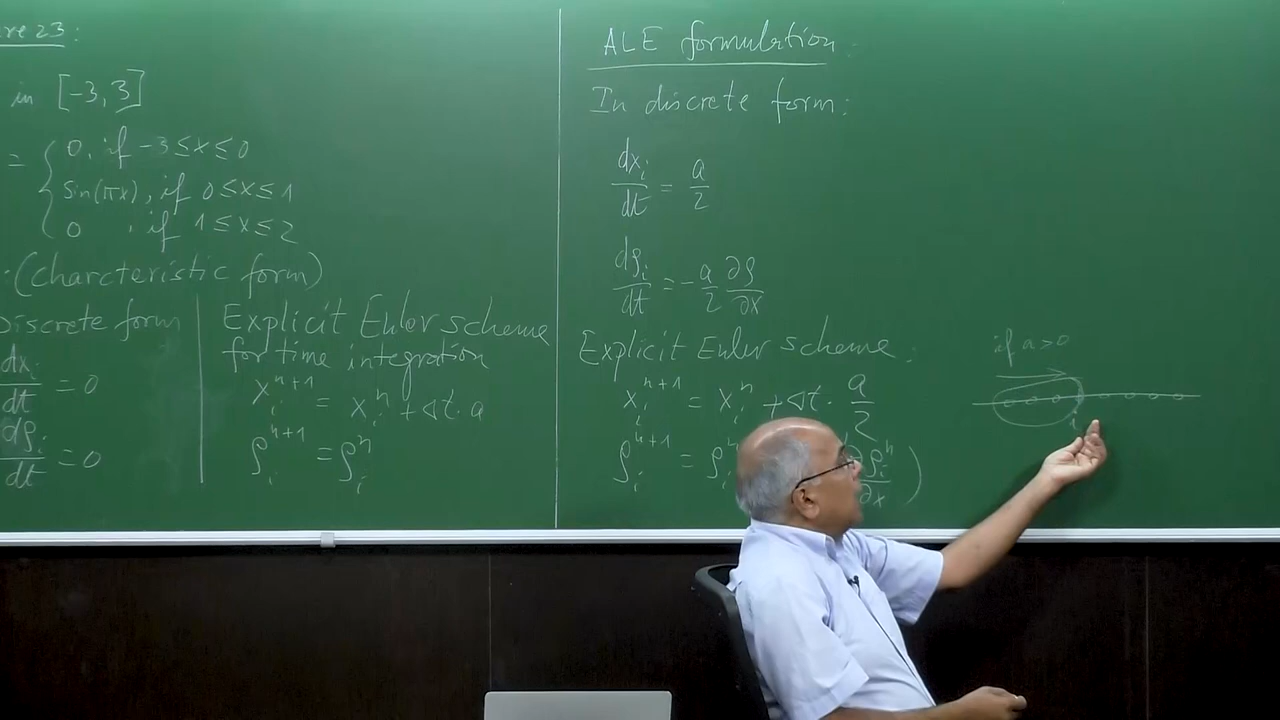 re 23:
in [-3,3]
= { 0, if -3≤x≤0
sin(πx), if 0≤x≤1
0 , if 1≤x≤2
:(charcteristic form)
Discrete form
dx_i/dt = 0
dρ_i/dt = 0
Explicit Euler scheme
for time integration
x_i^{n+1} = x_i^n + Δt. a
ρ_i^{n+1} = ρ_i^n
ALE formulation:
In discrete form:
dx_i/dt = a/2
dρ_i/dt = -a/2 ∂ρ/∂x
Explicit Euler scheme:
x_i^{n+1} = x_i^n + Δt. a/2
ρ_i^{n+1} = ρ_i ∂ρ_i^n/∂x )
if a>0
i